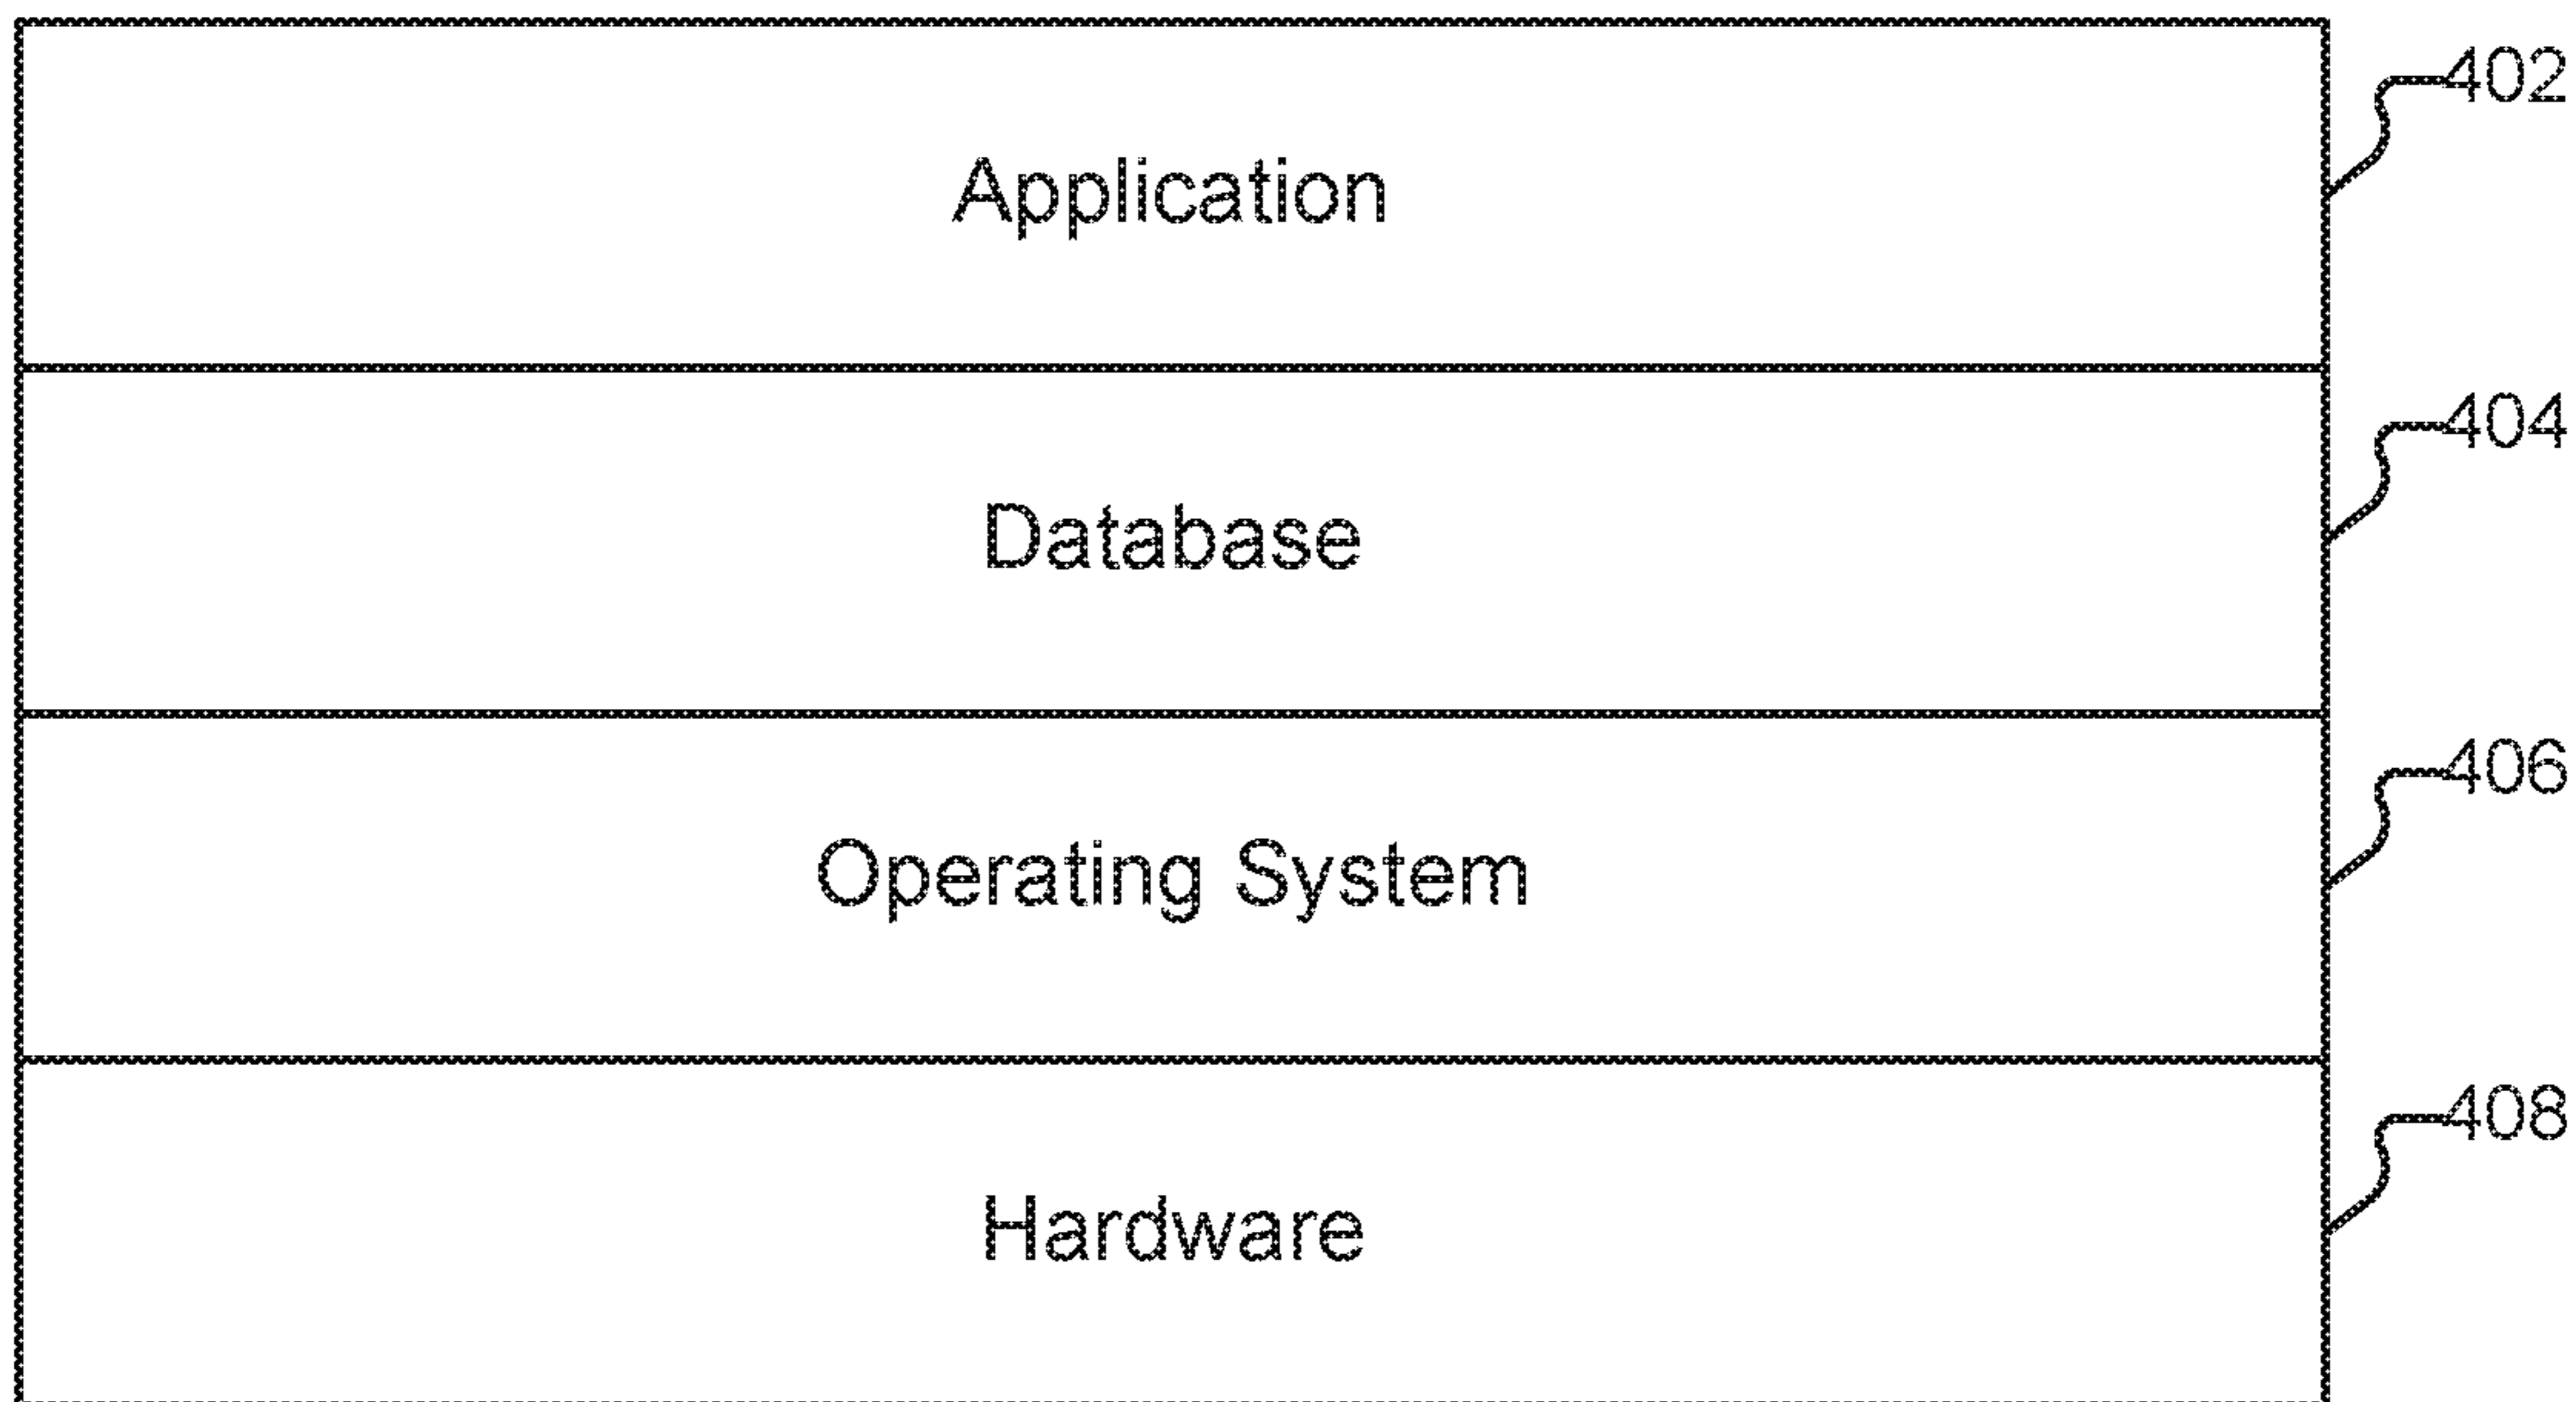 402
Application
404
Database
406
Operating System
408
Hardware